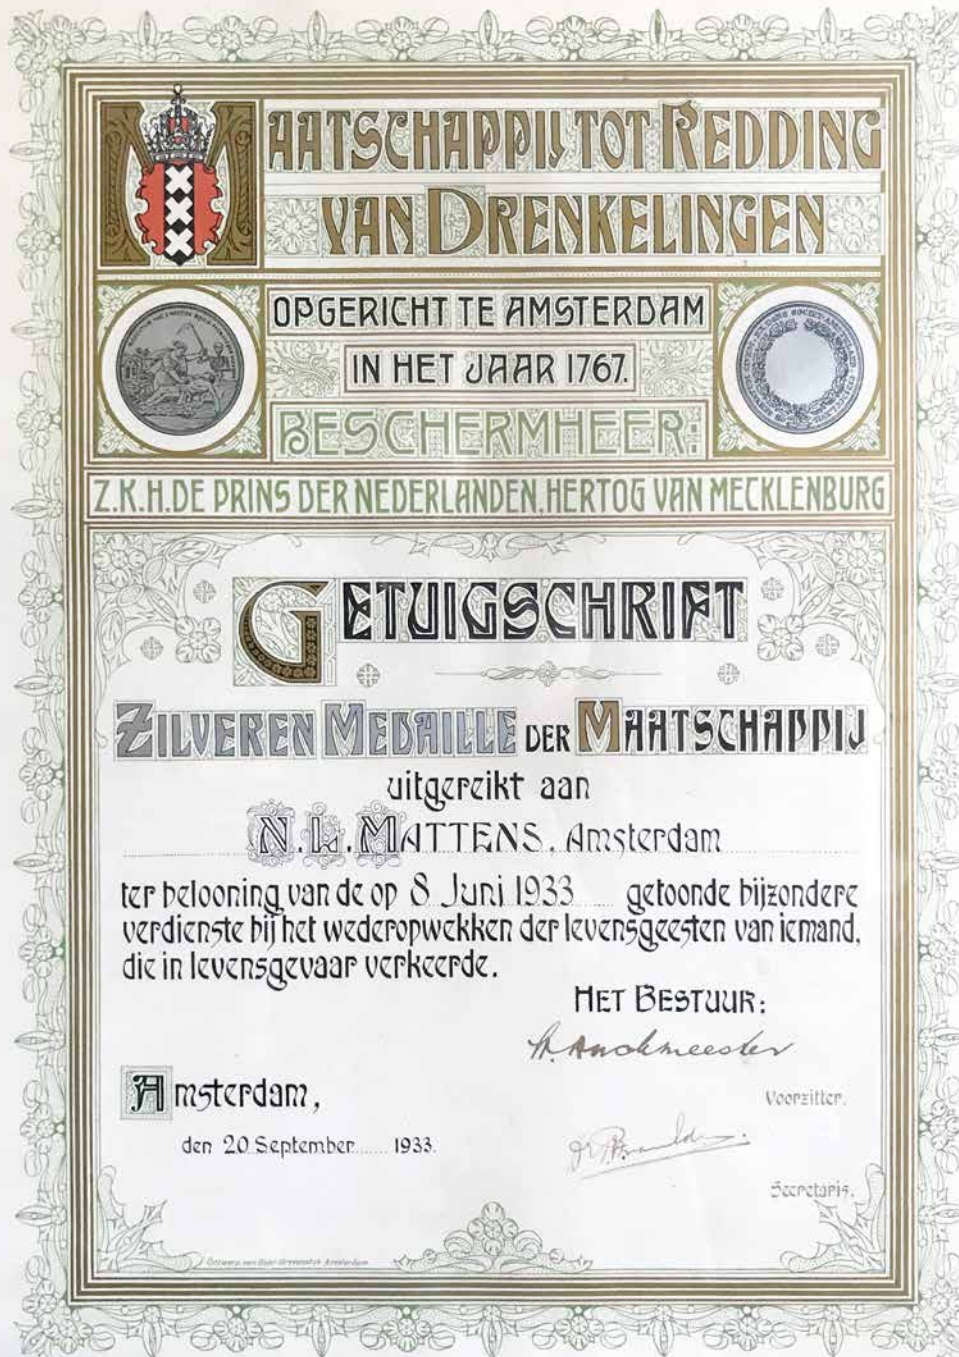 MAATSCHAPPIJ TOT REDDING
VAN DRENKELINGEN
OPGERICHT TE AMSTERDAM
IN HET JAAR 1767.
BESCHERMHEER:
Z.K.H. DE PRINS DER NEDERLANDEN, HERTOG VAN MECKLENBURG
GETUIGSCHRIFT
ZILVEREN MEDAILLE DER MAATSCHAPPIJ
uitgereikt aan
N. L. MATTENS, Amsterdam
ter belooning van de op 8 Juni 1933 getoonde bijzondere
verdienste bij het wederopwekken der levensgeesten van iemand,
die in levensgevaar verkeerde.
HET BESTUUR:
Amsterdam,
Voorzitter.
den 20 September 1933.
Secretaris.